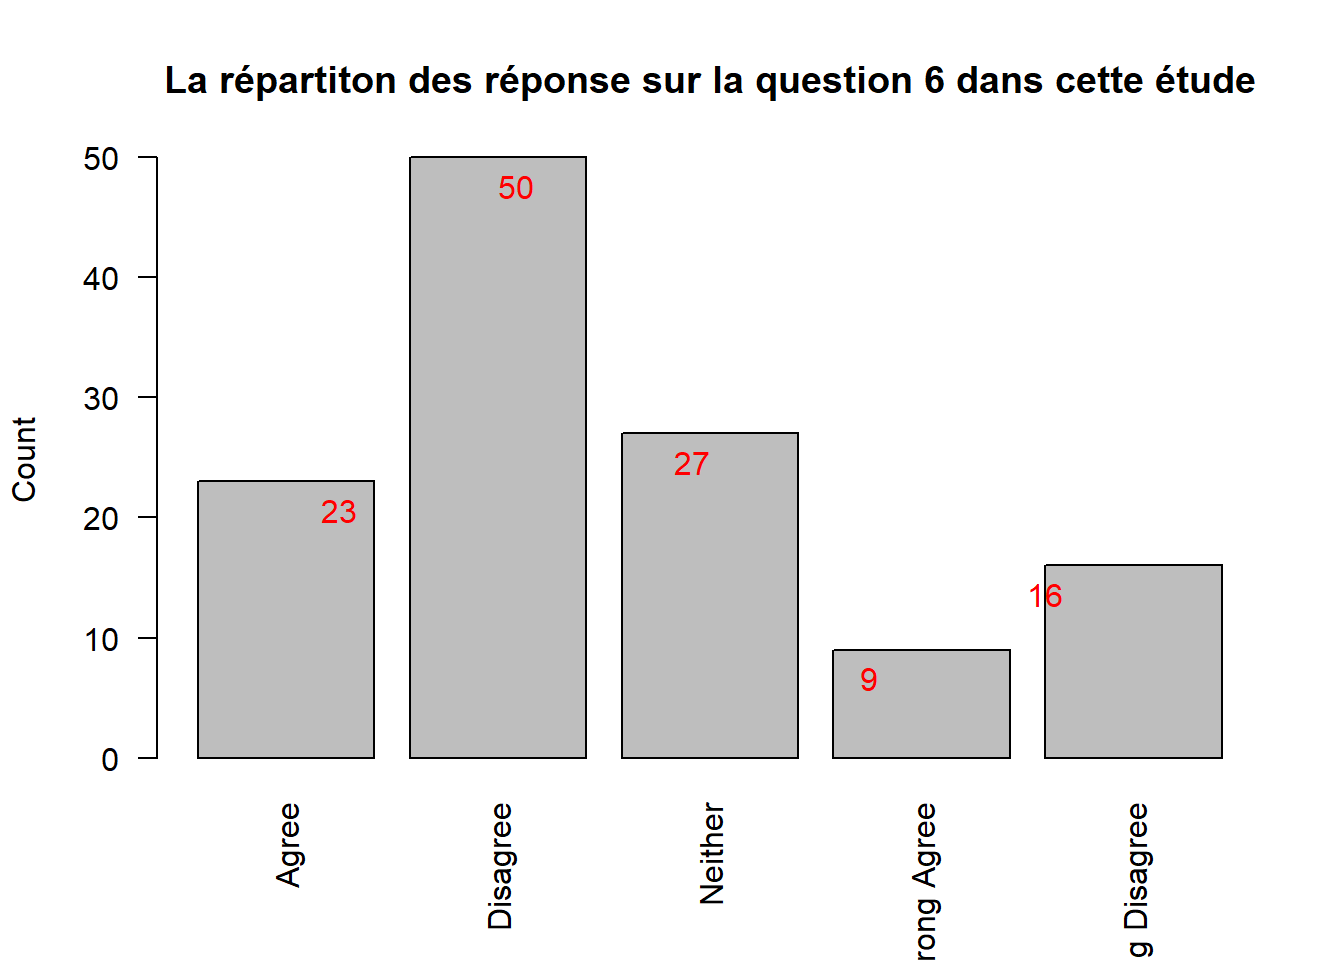 La répartiton des réponse sur la question 6 dans cette étude
Count
50
40
30
20
10
0
23
50
27
9
16
Agree
Disagree
Neither
rong Agree
g Disagree